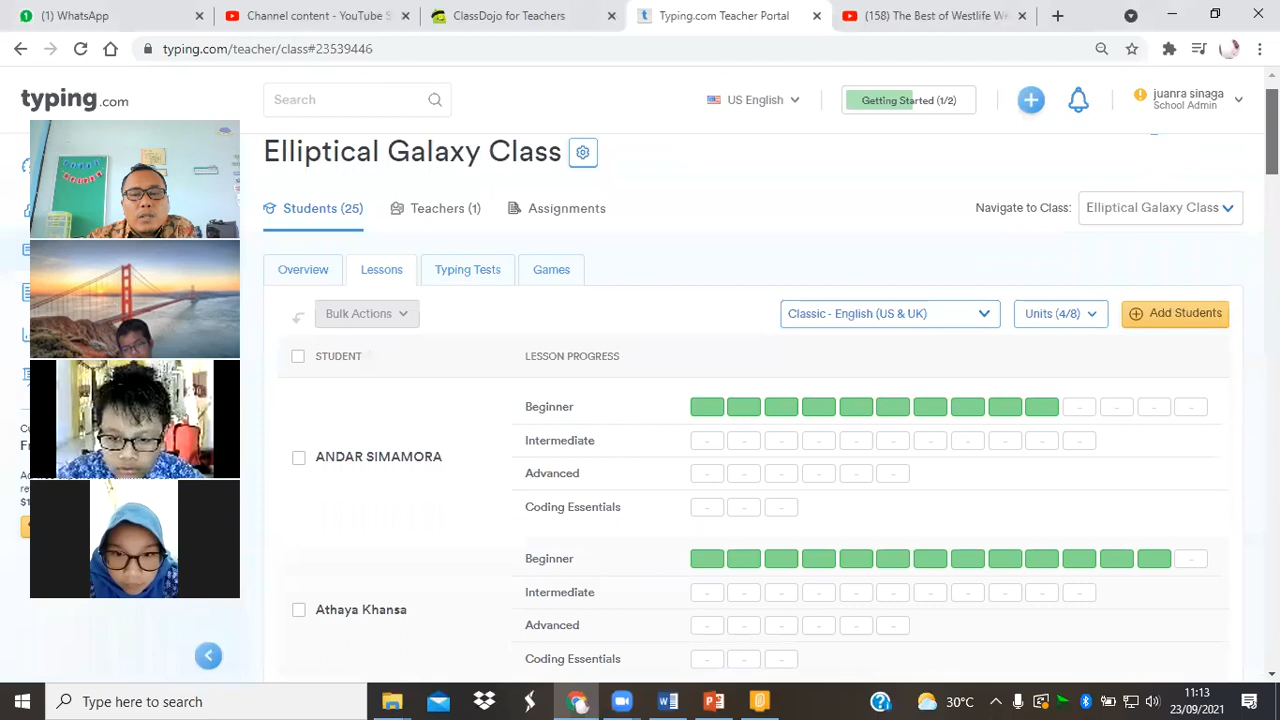 (1) WhatsApp
Channel content - YouTube S
ClassDojo for Teachers
Typing.com Teacher Portal
(158) The Best of Westlife W
typing.com/teacher/class#23539446
typing.com
Search
US English
Getting Started (1/2)
juanra sinaga
School Admin
Elliptical Galaxy Class
Students (25)
Teachers (1)
Assignments
Navigate to Class:
Elliptical Galaxy Class
Overview
Lessons
Typing Tests
Games
Bulk Actions
Classic - English (US & UK)
Units (4/8)
Add Students
STUDENT
LESSON PROGRESS
ANDAR SIMAMORA
Beginner
Intermediate
Advanced
Coding Essentials
Athaya Khansa
Beginner
Intermediate
Advanced
Coding Essentials
Type here to search
30°C
11:13
23/09/2021